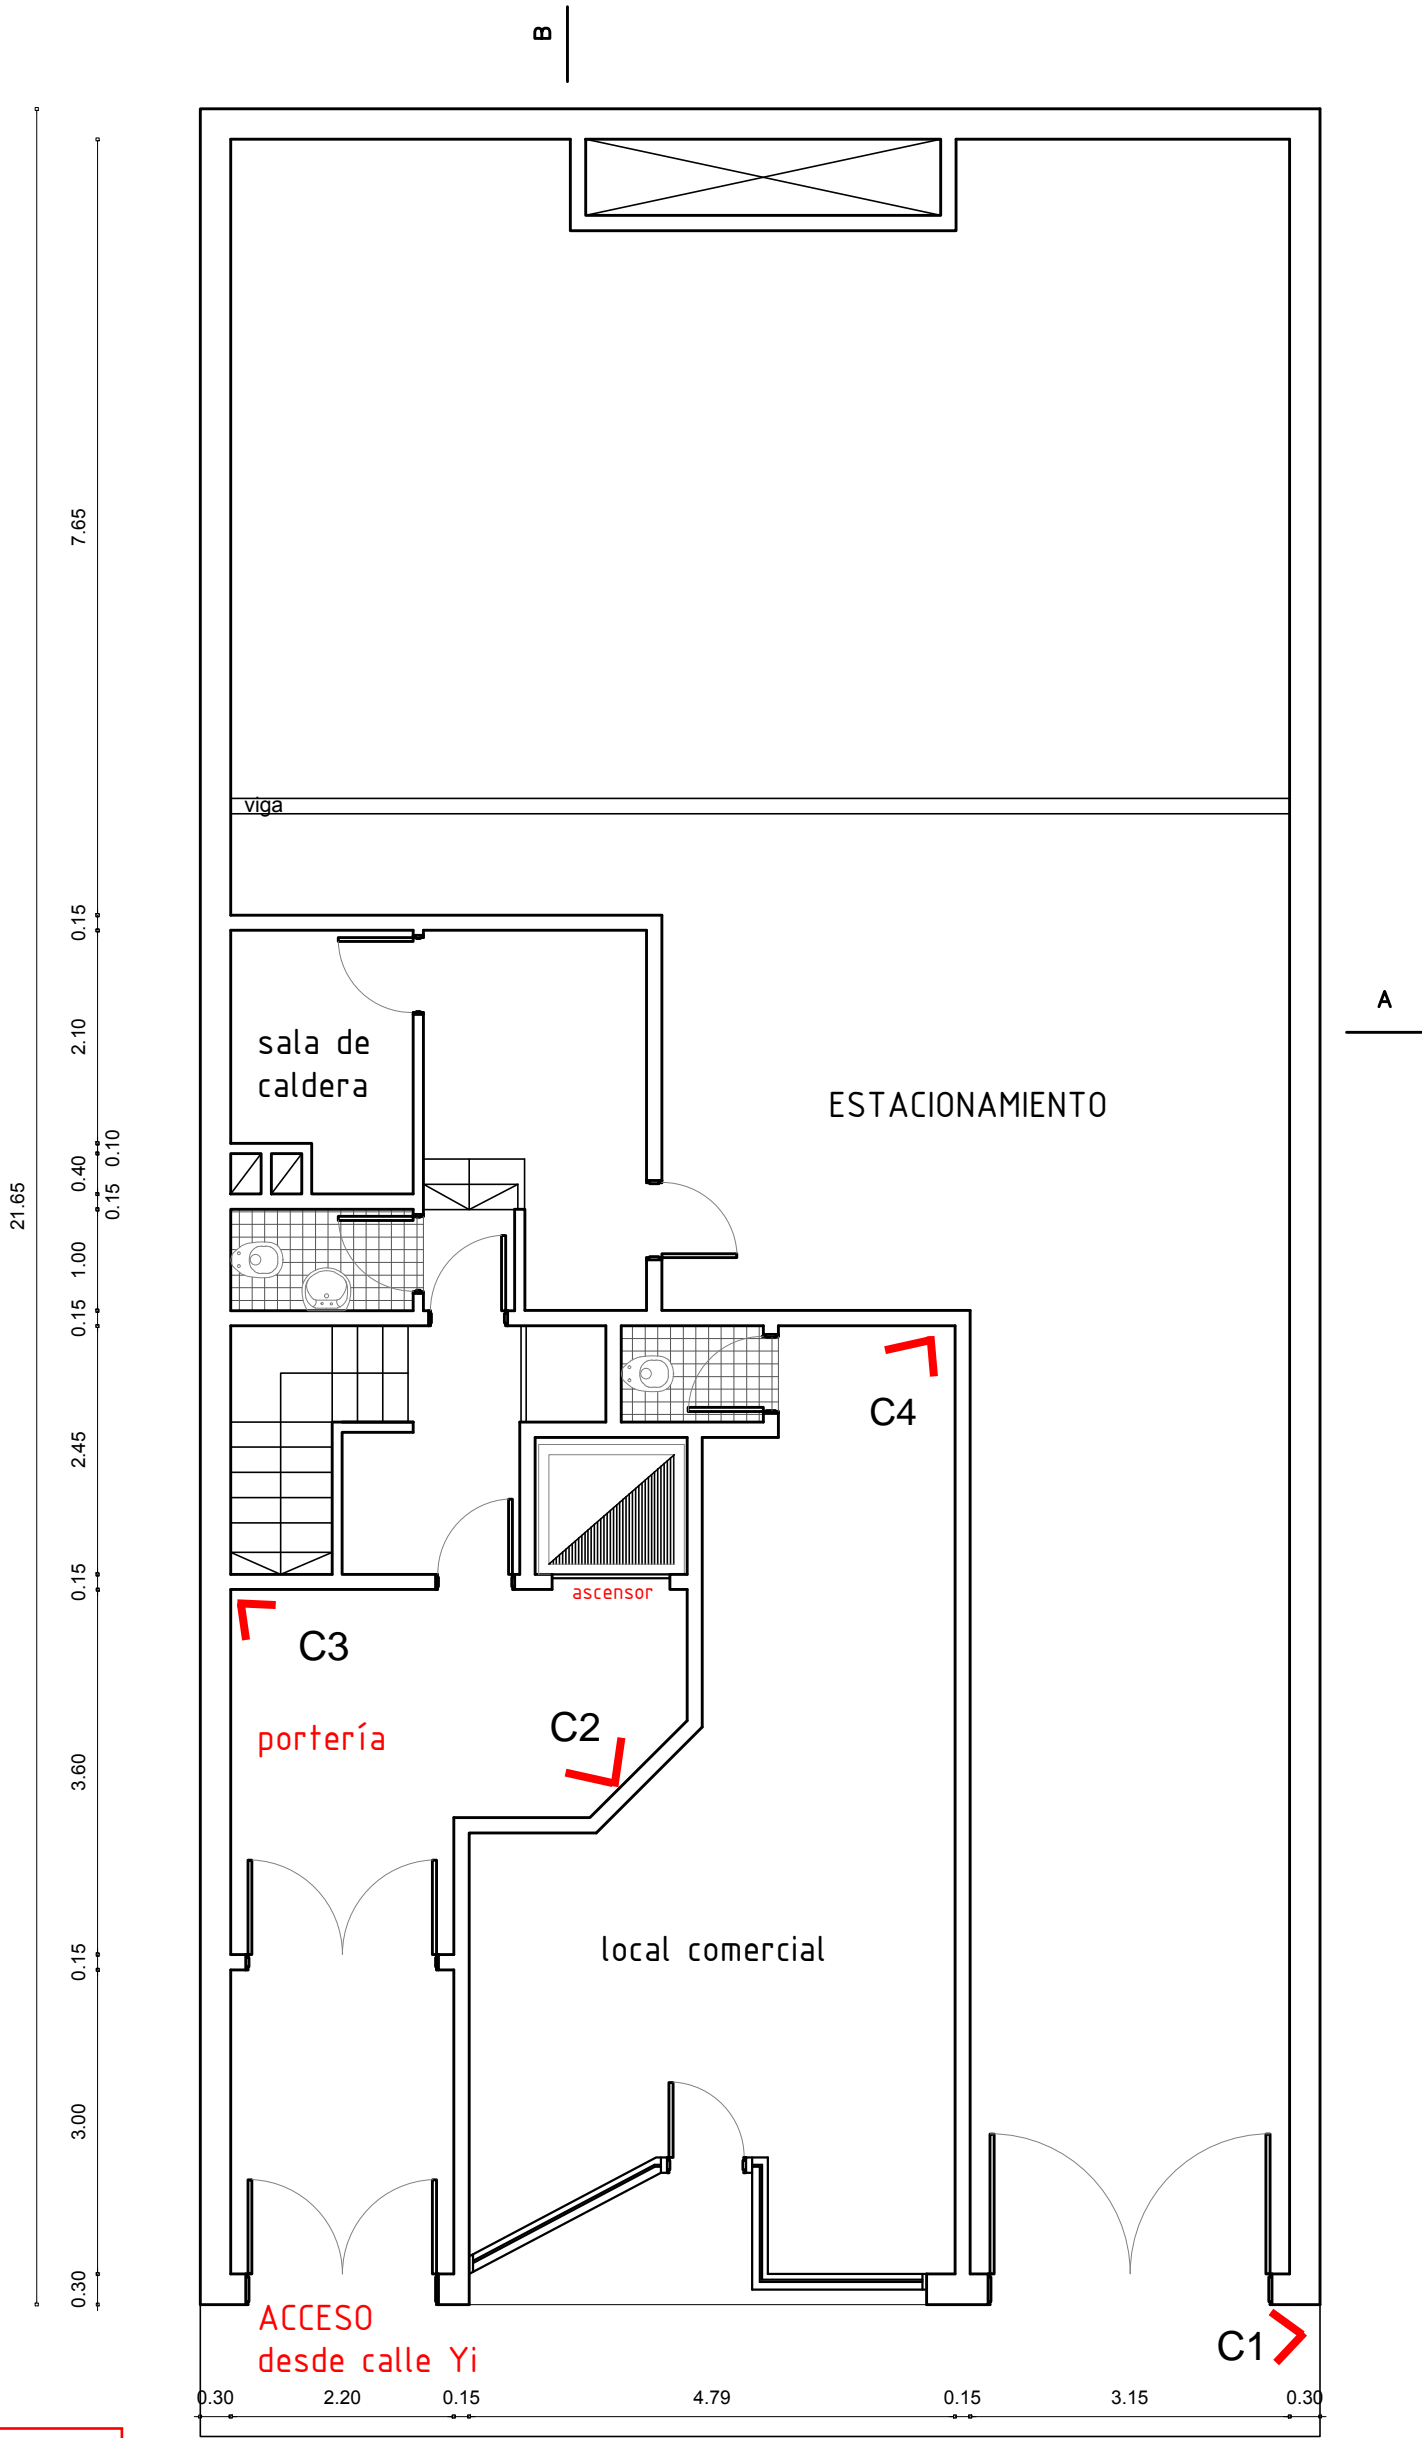 B
7.65
viga
0.15
A
2.10
sala de
caldera
ESTACIONAMIENTO
0.10
0.40
0.15
21.65
1.00
0.15
C4
2.45
0.15
ascensor
C3
C2
portería
3.60
local comercial
0.15
3.00
0.30
ACCESO
desde calle Yi
C1
0.30 2.20 0.15 4.79 0.15 3.15 0.30